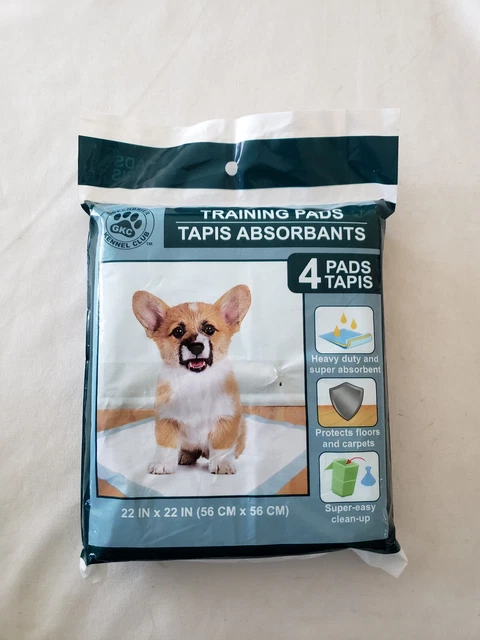 TRAINING PADS
TAPIS ABSORBANTS
GKC
KENNEL CLUB
4 PADS
TAPIS
Heavy duty and
super absorbent
Protects floors
and carpets
Super-easy
clean-up
22 IN x 22 IN (56 CM x 56 CM)